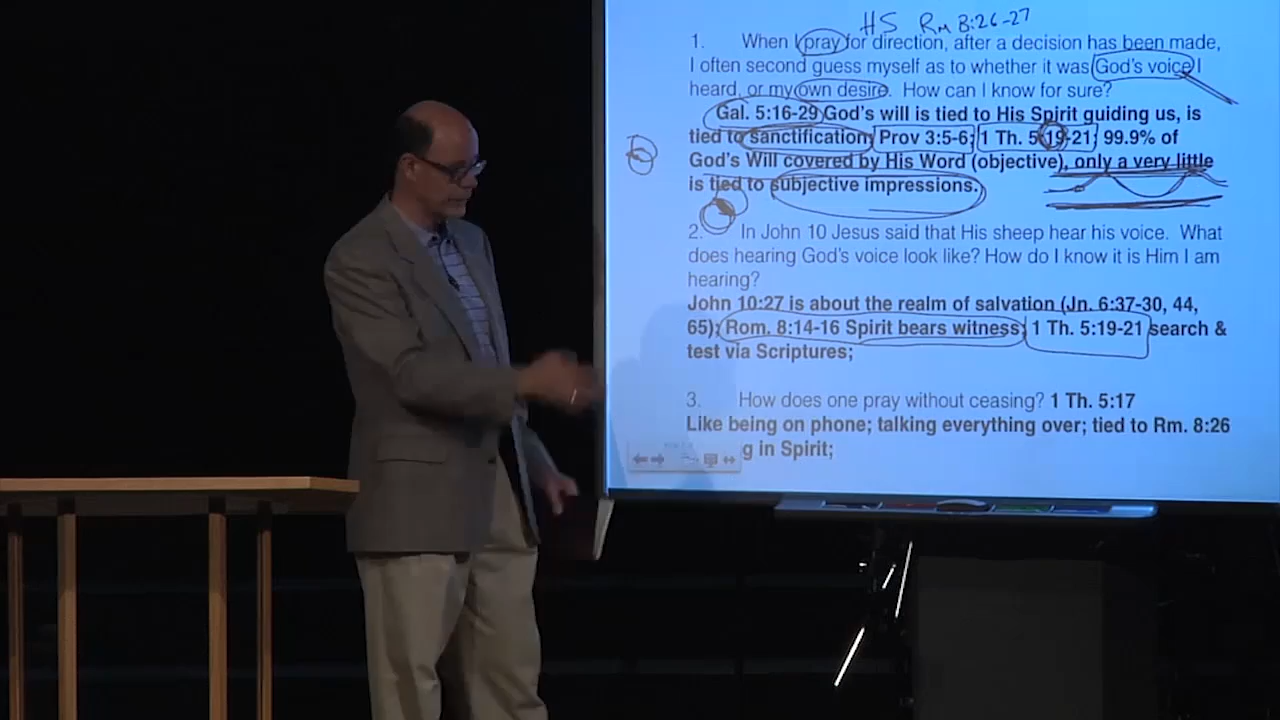 HS Rm 8:26-27
1. When I pray for direction, after a decision has been made,
I often second guess myself as to whether it was God's voice I
heard, or my own desire. How can I know for sure?
Gal. 5:16-29 God's will is tied to His Spirit guiding us, is
tied to sanctification; Prov 3:5-6; 1 Th. 5:19-21; 99.9% of
God's Will covered by His Word (objective), only a very little
is tied to subjective impressions.
2. In John 10 Jesus said that His sheep hear his voice. What
does hearing God's voice look like? How do I know it is Him I am
hearing?
John 10:27 is about the realm of salvation (Jn. 6:37-30, 44,
65); Rom. 8:14-16 Spirit bears witness; 1 Th. 5:19-21 search &
test via Scriptures;
3. How does one pray without ceasing? 1 Th. 5:17
Like being on phone; talking everything over; tied to Rm. 8:26
g in Spirit;